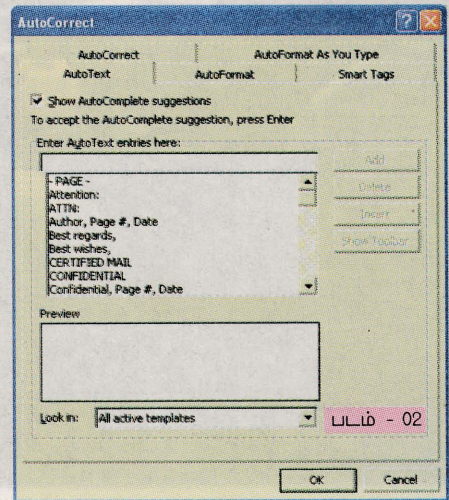 AutoCorrect
AutoCorrect AutoFormat As You Type
AutoText AutoFormat Smart Tags
Show AutoComplete suggestions
To accept the AutoComplete suggestion, press Enter
Enter AutoText entries here:
Add
- PAGE -
Attention:
ATTN:
Author, Page #, Date
Best regards,
Best wishes,
CERTIFIED MAIL
CONFIDENTIAL
Confidential, Page #, Date
Delete
Insert
Show Toolbar
Preview
Look in: All active templates
படம் - 02
OK Cancel